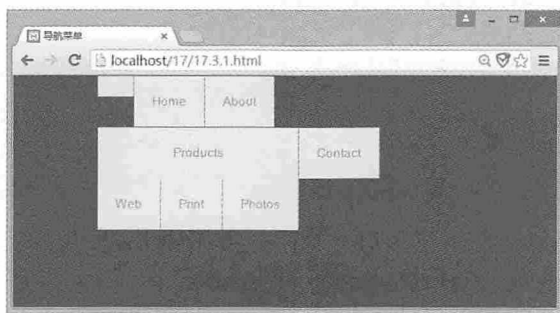 导航菜单
localhost/17/17.3.1.html
Home About
Products Contact
Web Print Photos